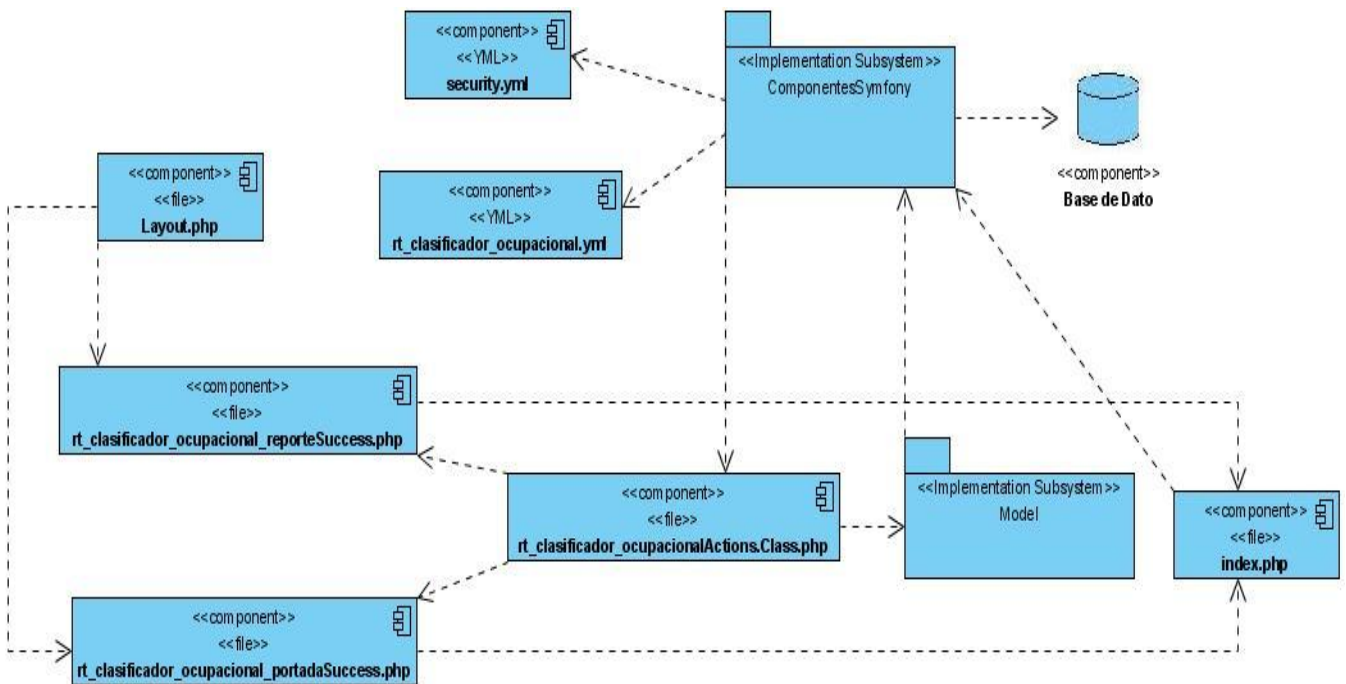 <<component>>
<<YML>>
security.yml
<<Implementation Subsystem>>
ComponentesSymfony
<<component>>
Base de Dato
<<component>>
<<file>>
Layout.php
<<component>>
<<YML>>
rt_clasificador_ocupacional.yml
<<component>>
<<file>>
rt_clasificador_ocupacional_reporteSuccess.php
<<component>>
<<file>>
rt_clasificador_ocupacionalActions.Class.php
<<Implementation Subsystem>>
Model
<<component>>
<<file>>
index.php
<<component>>
<<file>>
rt_clasificador_ocupacional_portadaSuccess.php